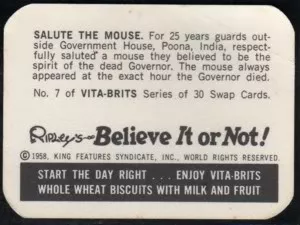 SALUTE THE MOUSE. For 25 years guards out-
side Government House, Poona, India, respect-
fully saluted a mouse they believed to be the
spirit of the dead Governor. The mouse always
appeared at the exact hour the Governor died.
No. 7 of VITA-BRITS Series of 30 Swap Cards.
Ripley's Believe It or Not!
© 1958, KING FEATURES SYNDICATE, INC., WORLD RIGHTS RESERVED
START THE DAY RIGHT . . . ENJOY VITA-BRITS
WHOLE WHEAT BISCUITS WITH MILK AND FRUIT